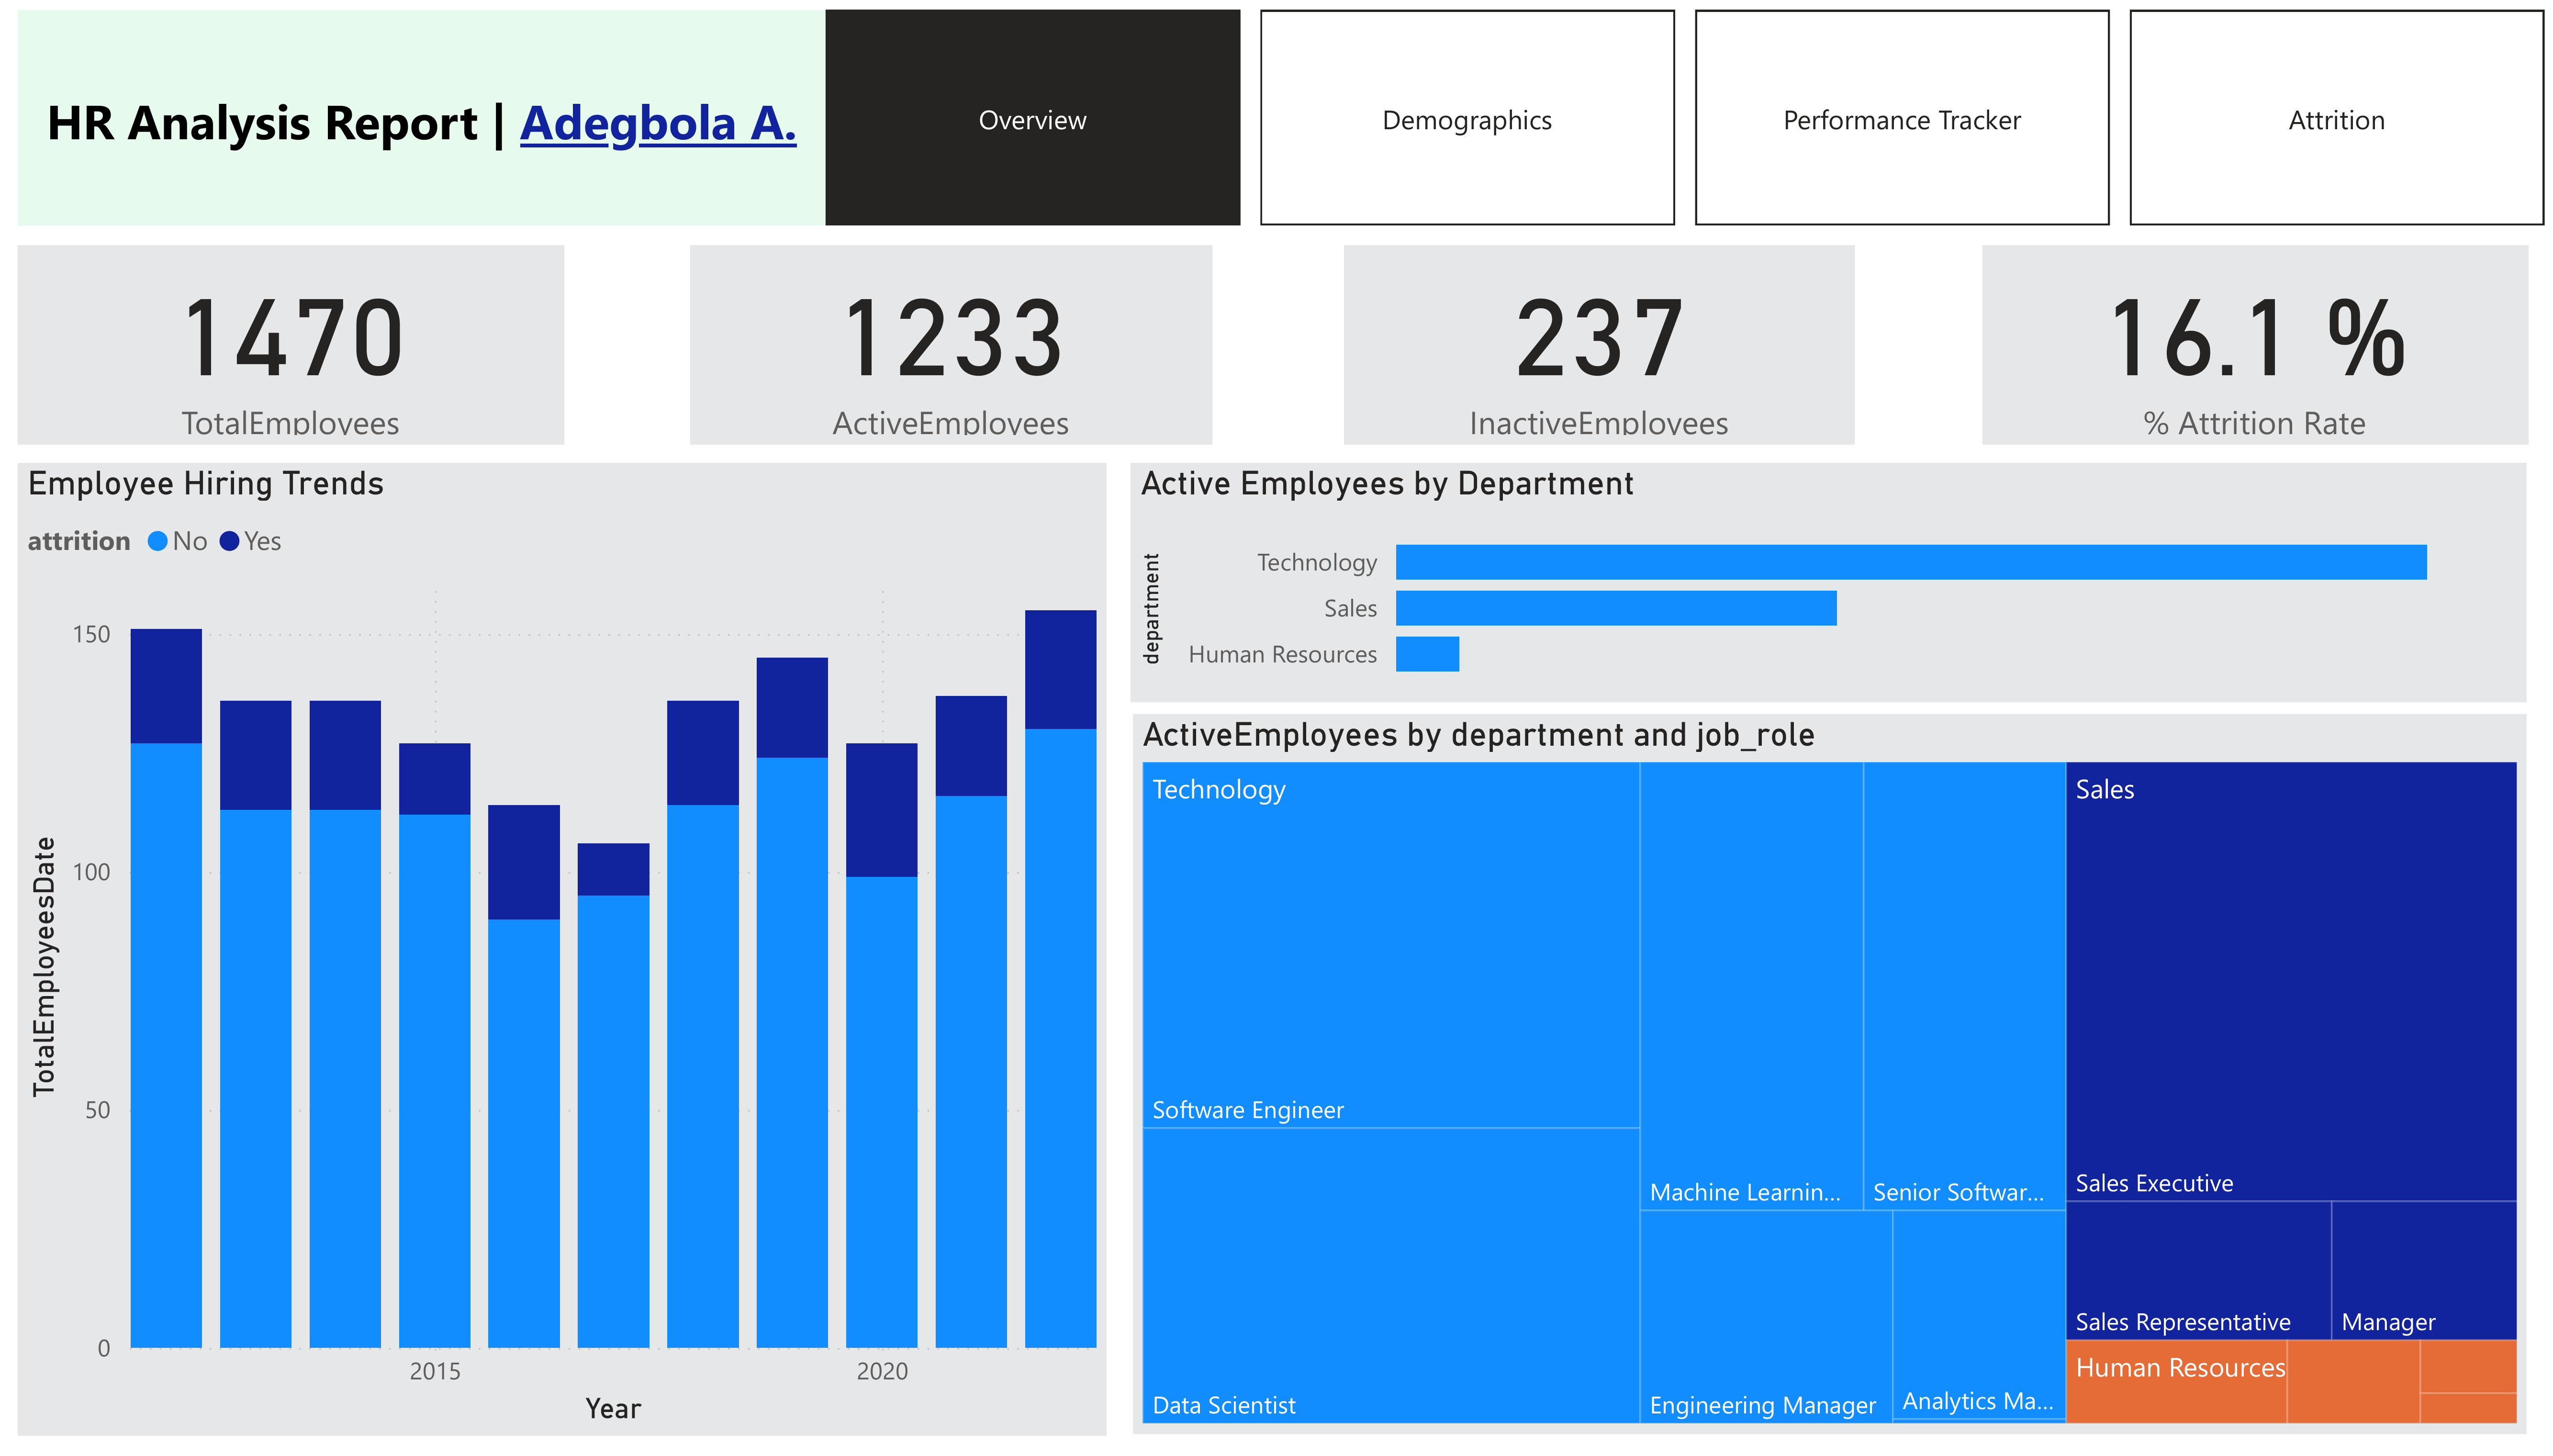 HR Analysis Report | Adegbola A.
Overview
Demographics
Performance Tracker
Attrition
1470
TotalEmployees
1233
ActiveEmployees
237
InactiveEmployees
16.1 %
% Attrition Rate
Employee Hiring Trends
attrition No Yes
TotalEmployeesDate
150
100
50
0
2015
2020
Year
Active Employees by Department
department
Technology
Sales
Human Resources
ActiveEmployees by department and job_role
Technology
Software Engineer
Data Scientist
Machine Learnin...
Senior Softwar...
Engineering Manager
Analytics Ma...
Sales
Sales Executive
Sales Representative
Manager
Human Resources